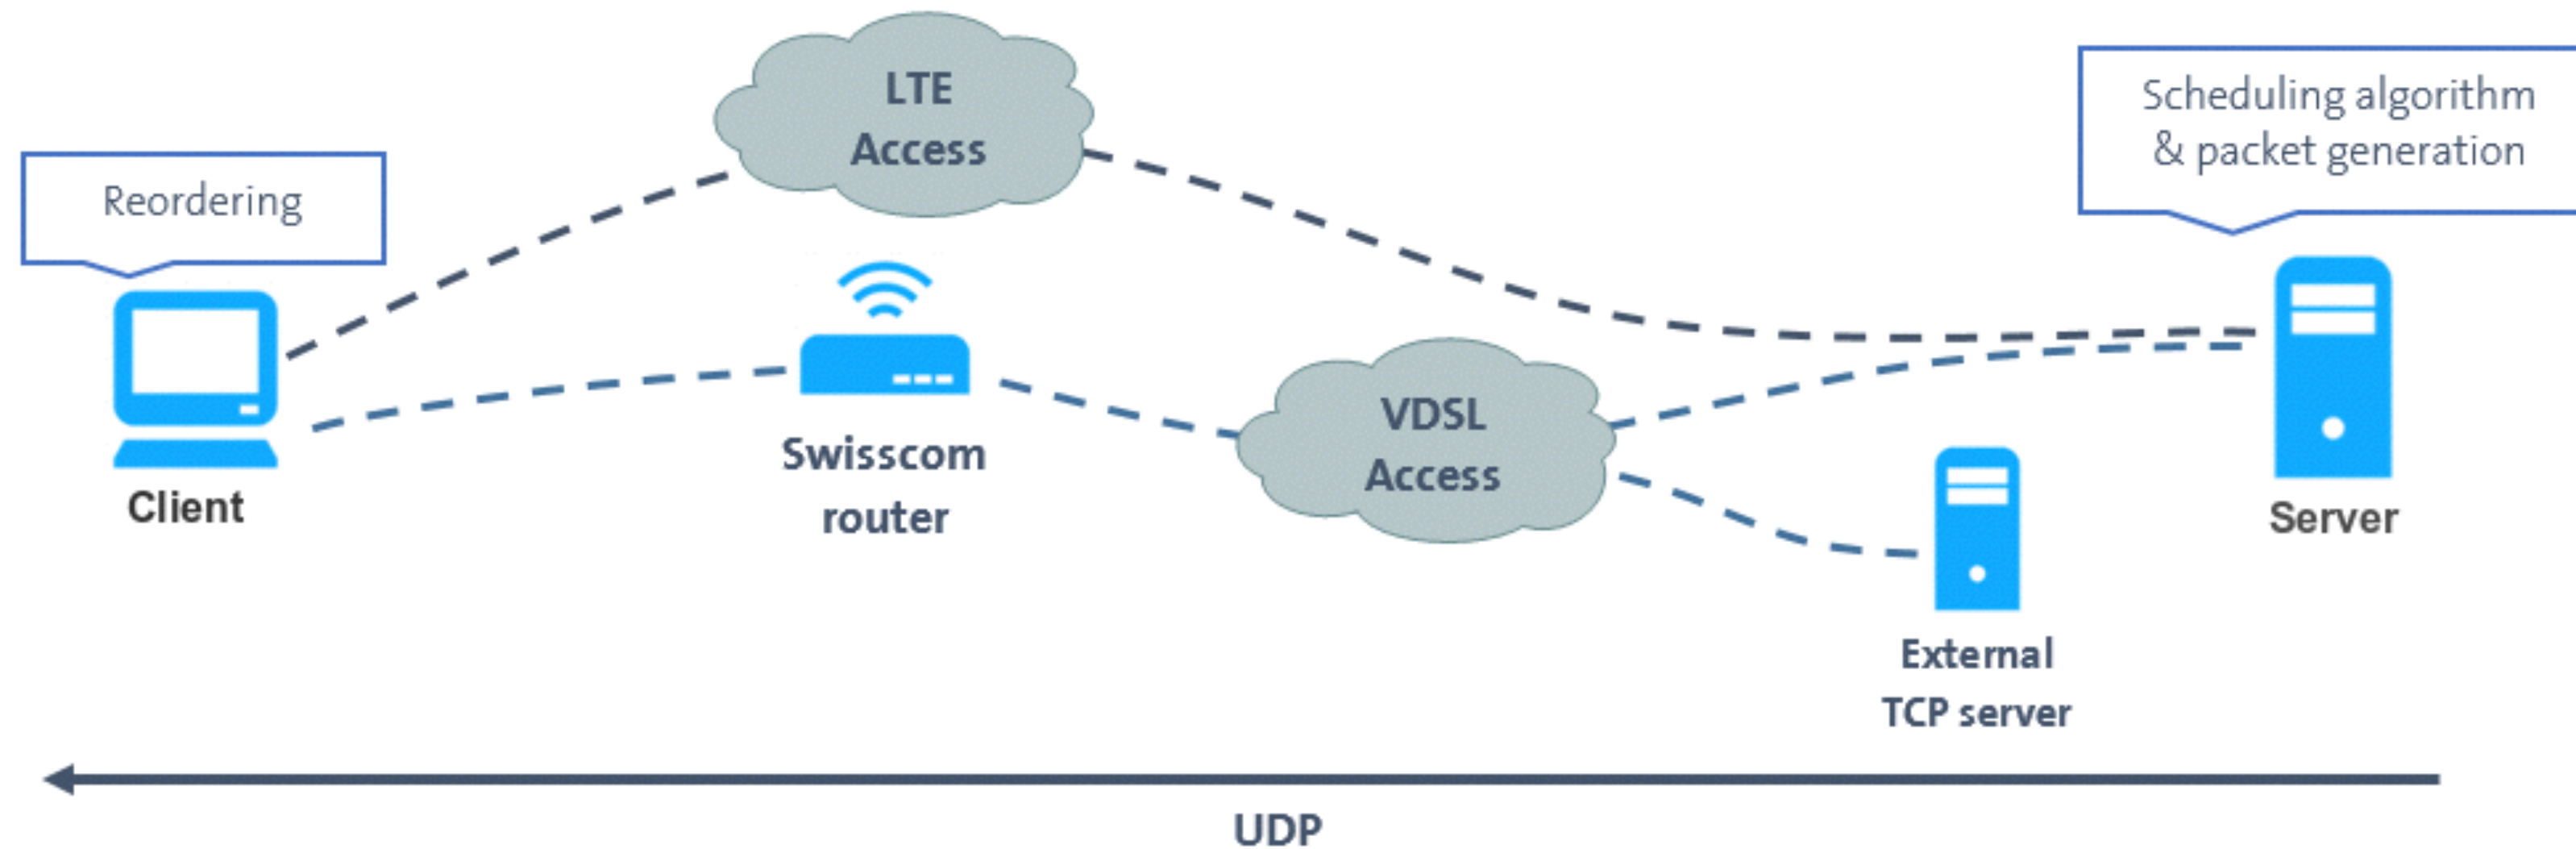 LTE
Access
Scheduling algorithm
& packet generation
Reordering
VDSL
Access
Swisscom
router
Client
Server
External
TCP server
UDP